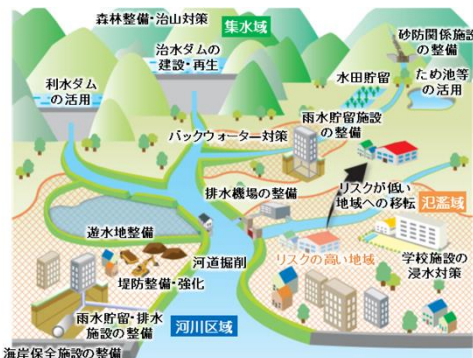 森林整備・治山対策
集水域
砂防関係施設
の整備
治水ダムの
建設・再生
水田貯留
ため池等
の活用
利水ダム
の活用
雨水貯留施設
の整備
バックウォーター対策
排水機場の整備
リスクが低い
地域への移転
氾濫域
遊水地整備
河道掘削
リスクの高い地域
学校施設の
浸水対策
堤防整備・強化
雨水貯留・排水
施設の整備
河川区域
海岸保全施設の整備